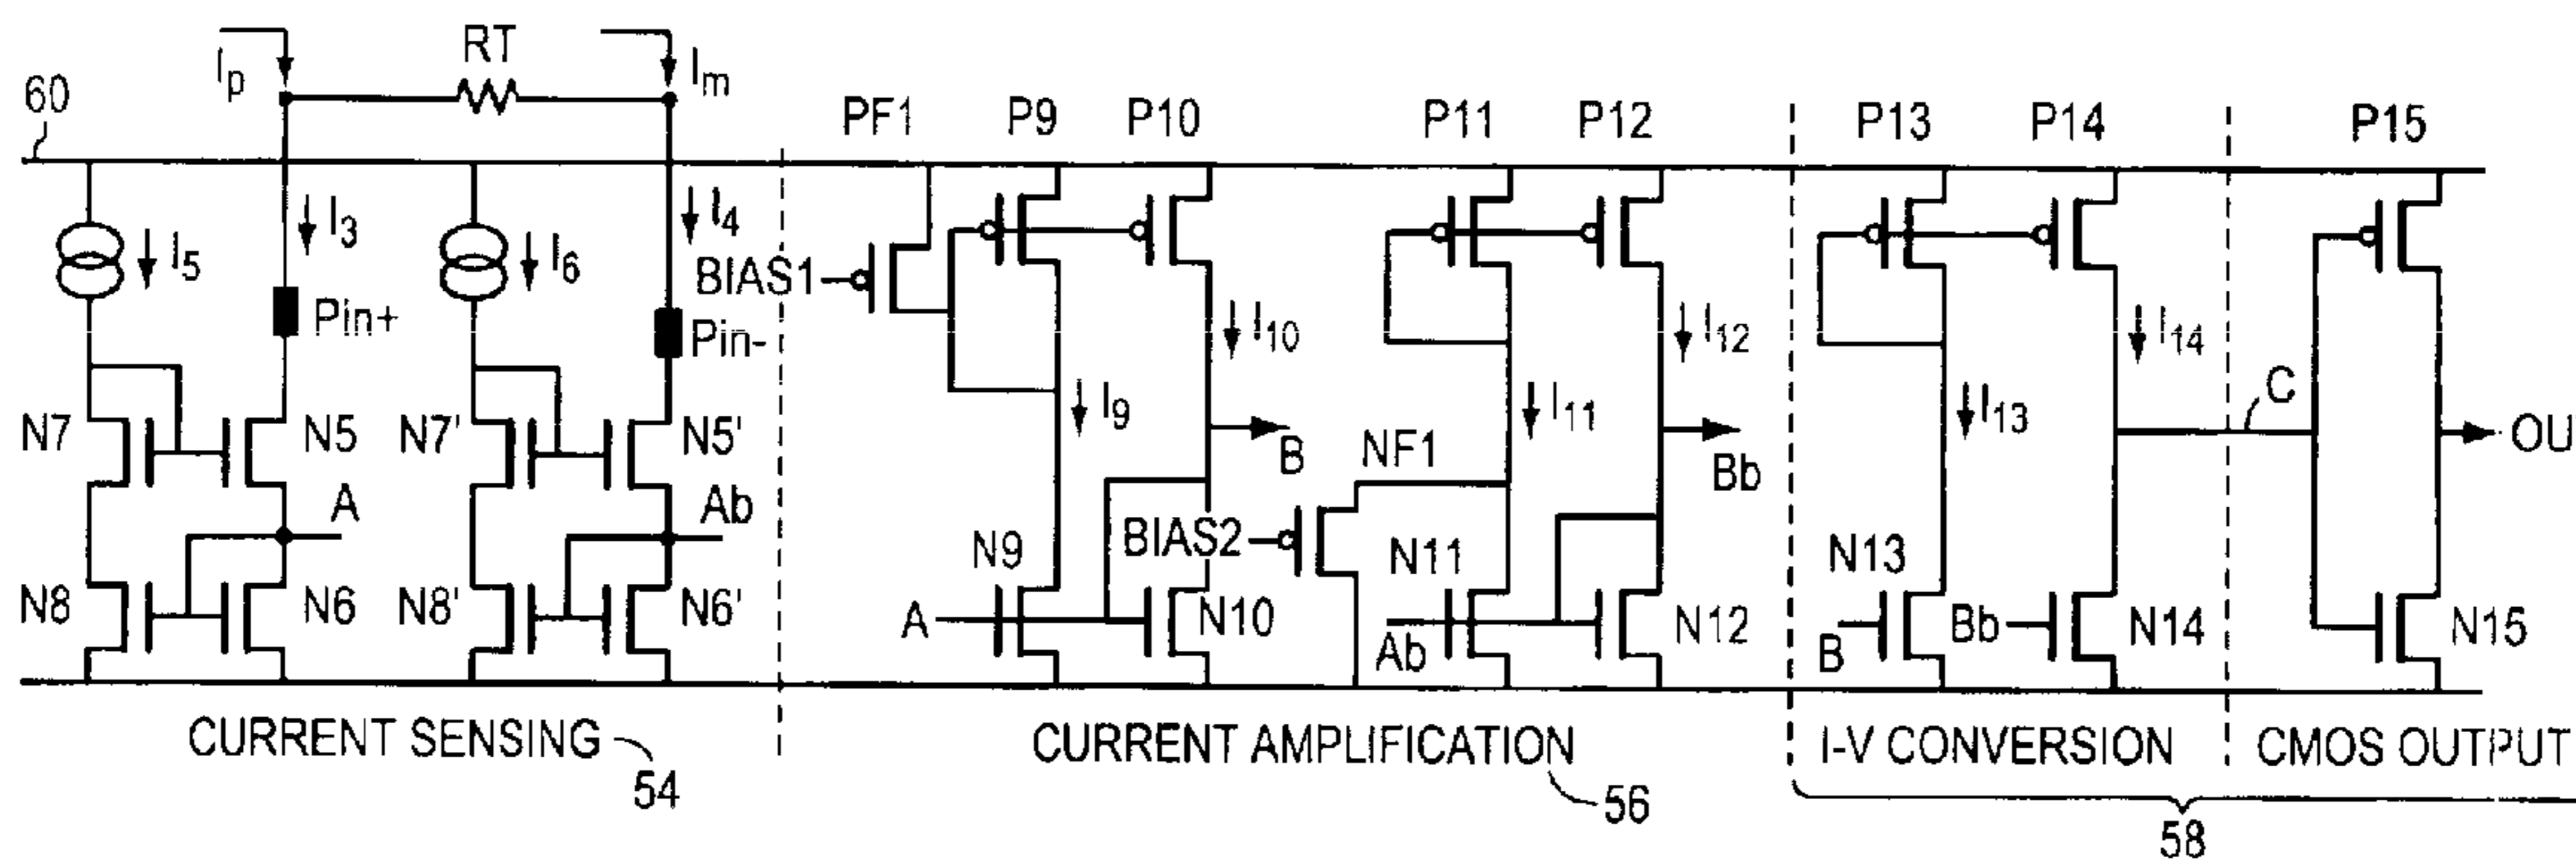 RT
Ip
Im
60
PF1
P9
P10
P11
P12
P13
P14
P15
I5
I3
I6
I4
Pin+
Pin-
BIAS1
I10
I12
I14
I9
I11
I13
C
N7
N5
N7'
N5'
B
NF1
Bb
OU
A
Ab
N9
BIAS2
N11
N13
N8
N6
N8'
N6'
A
N10
Ab
N12
B
Bb
N14
N15
CURRENT SENSING
54
CURRENT AMPLIFICATION
56
I-V CONVERSION
CMOS OUTPUT
58